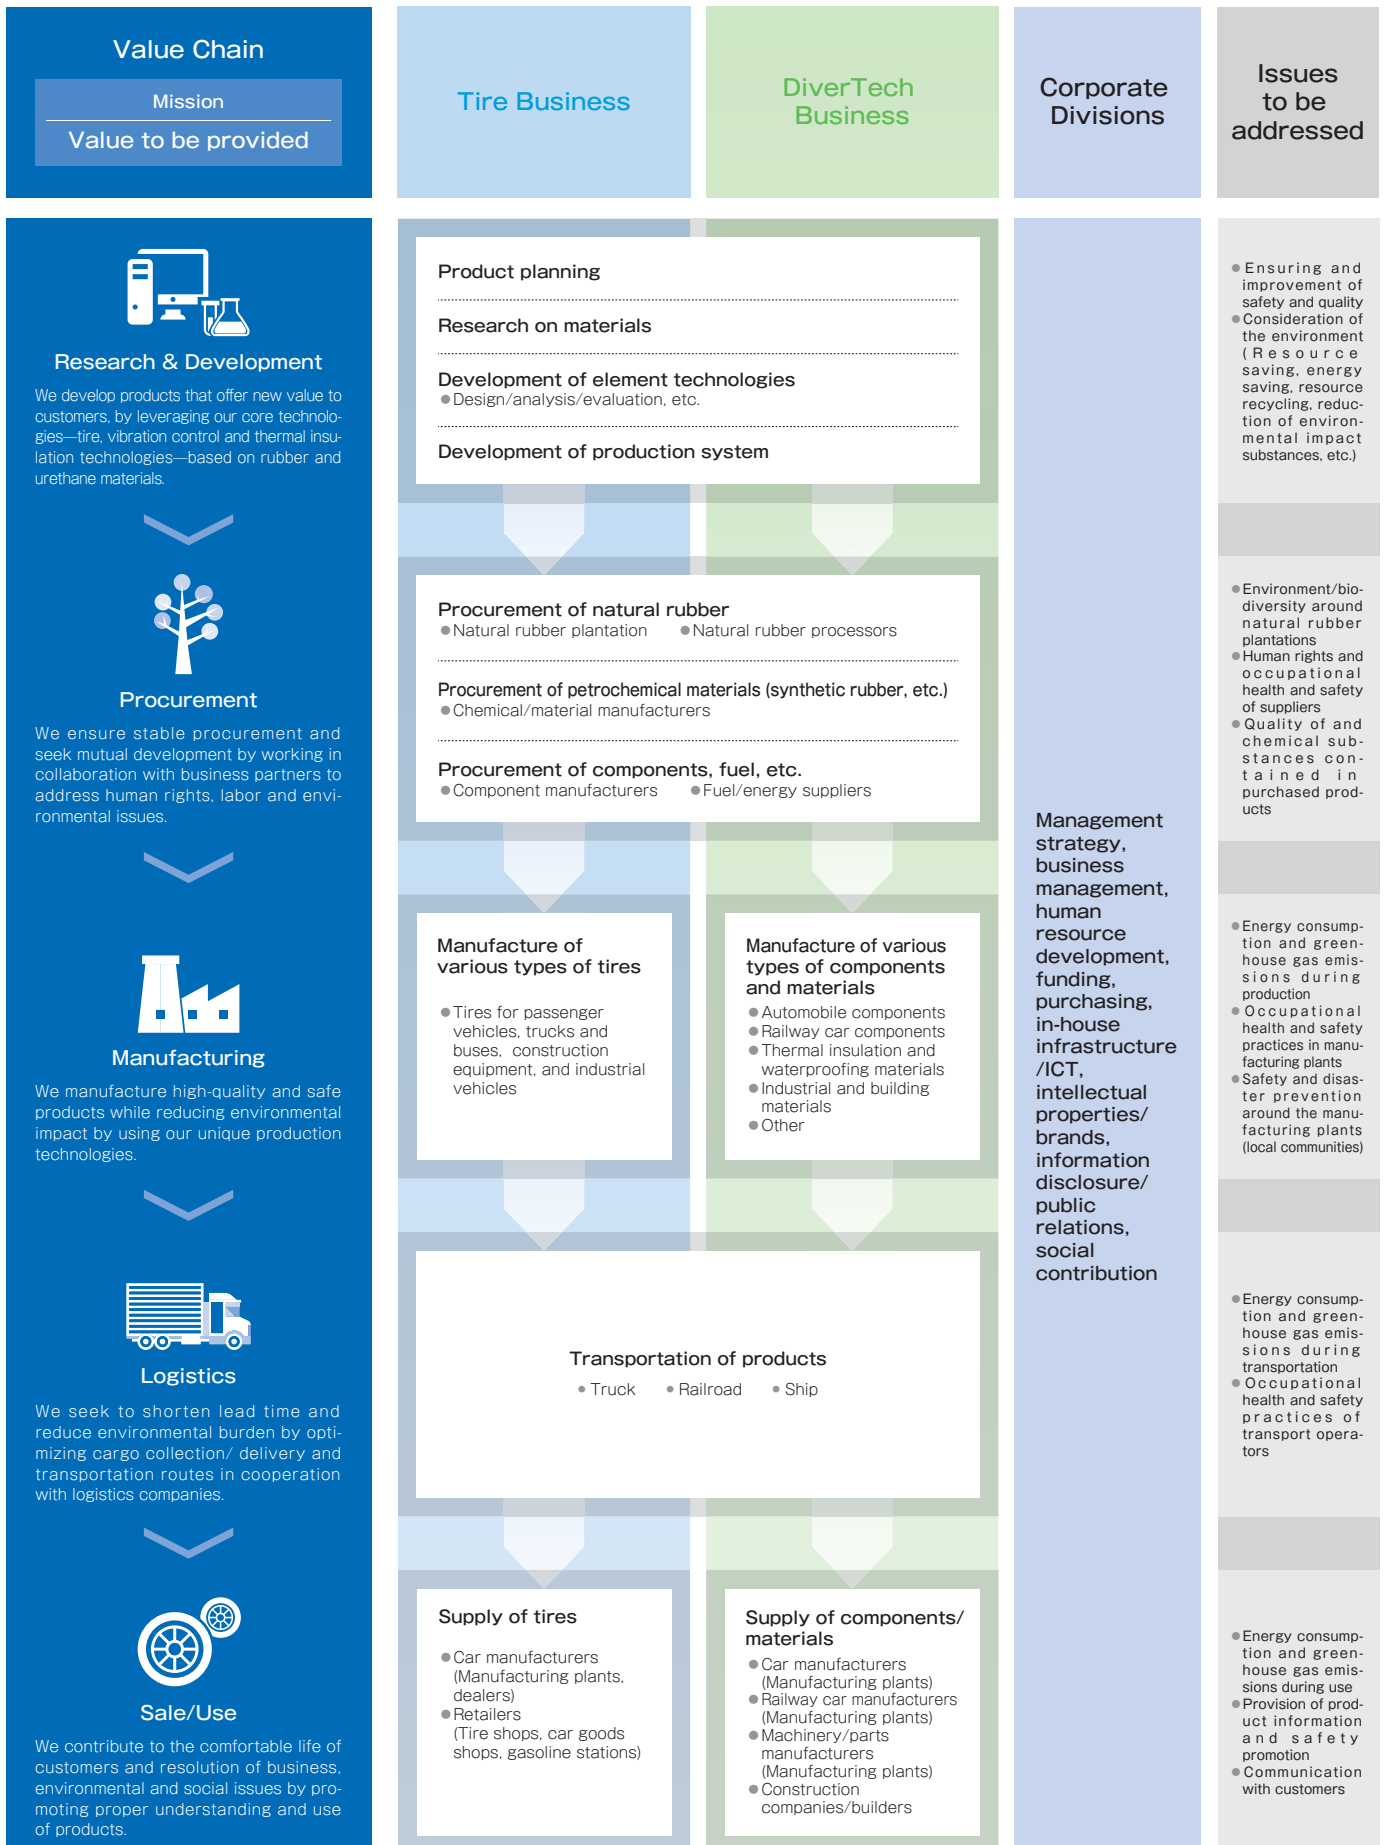 Value Chain
Mission
Value to be provided
Tire Business
DiverTech
Business
Corporate
Divisions
Issues
to be
addressed
Research & Development
We develop products that offer new value to
customers, by leveraging our core technolo-
gies—tire, vibration control and thermal insu-
lation technologies—based on rubber and
urethane materials.
Product planning
Research on materials
Development of element technologies
●Design/analysis/evaluation, etc.
Development of production system
●Ensuring and
improvement of
safety and quality
●Consideration of
the environment
(Resource
saving, energy
saving, resource
recycling, reduc-
tion of environ-
mental impact
substances, etc.)
Procurement
We ensure stable procurement and
seek mutual development by working in
collaboration with business partners to
address human rights, labor and envi-
ronmental issues.
Procurement of natural rubber
●Natural rubber plantation ●Natural rubber processors
Procurement of petrochemical materials (synthetic rubber, etc.)
●Chemical/material manufacturers
Procurement of components, fuel, etc.
●Component manufacturers ●Fuel/energy suppliers
●Environment/bio-
diversity around
natural rubber
plantations
●Human rights and
occupational
health and safety
of suppliers
●Quality of and
chemical sub-
stances con-
tained in
purchased prod-
ucts
Management
strategy,
business
management,
human
resource
development,
funding,
purchasing,
in-house
infrastructure
/ICT,
intellectual
properties/
brands,
information
disclosure/
public
relations,
social
contribution
Manufacturing
We manufacture high-quality and safe
products while reducing environmental
impact by using our unique production
technologies.
Manufacture of
various types of tires
●Tires for passenger
vehicles, trucks and
buses, construction
equipment, and industrial
vehicles
Manufacture of various
types of components
and materials
●Automobile components
●Railway car components
●Thermal insulation and
waterproofing materials
●Industrial and building
materials
●Other
●Energy consump-
tion and green-
house gas emis-
sions during
production
●Occupational
health and safety
practices in manu-
facturing plants
●Safety and disas-
ter prevention
around the manu-
facturing plants
(local communities)
Logistics
We seek to shorten lead time and
reduce environmental burden by opti-
mizing cargo collection/ delivery and
transportation routes in cooperation
with logistics companies.
Transportation of products
● Truck ● Railroad ● Ship
●Energy consump-
tion and green-
house gas emis-
sions during
transportation
●Occupational
health and safety
practices of
transport opera-
tors
Sale/Use
We contribute to the comfortable life of
customers and resolution of business,
environmental and social issues by pro-
moting proper understanding and use
of products.
Supply of tires
●Car manufacturers
(Manufacturing plants,
dealers)
●Retailers
(Tire shops, car goods
shops, gasoline stations)
Supply of components/
materials
●Car manufacturers
(Manufacturing plants)
●Railway car manufacturers
(Manufacturing plants)
●Machinery/parts
manufacturers
(Manufacturing plants)
●Construction
companies/builders
●Energy consump-
tion and green-
house gas emis-
sions during use
●Provision of prod-
uct information
and safety
promotion
●Communication
with customers